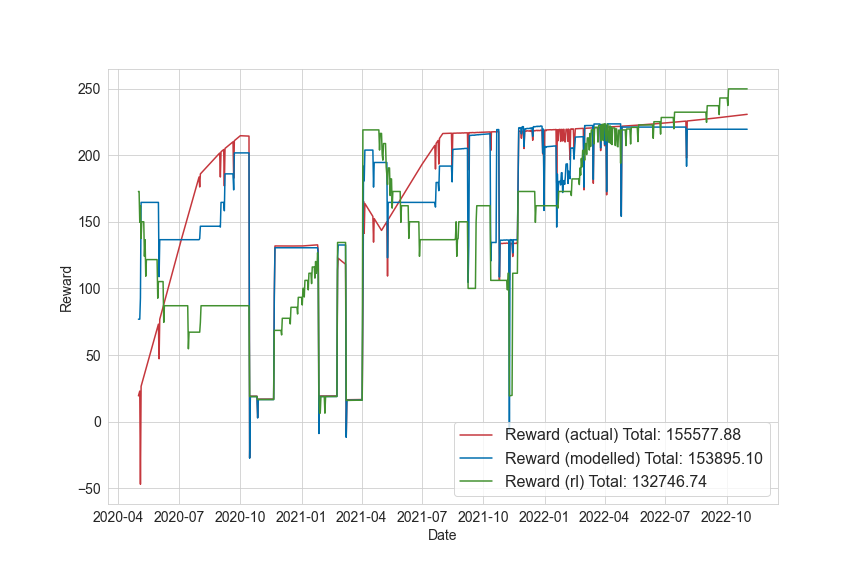 250
200
150
100
50
0
−50
Reward
2020-04 2020-07 2020-10 2021-01 2021-04 2021-07 2021-10 2022-01 2022-04 2022-07 2022-10
Date
Reward (actual) Total: 155577.88
Reward (modelled) Total: 153895.10
Reward (rl) Total: 132746.74